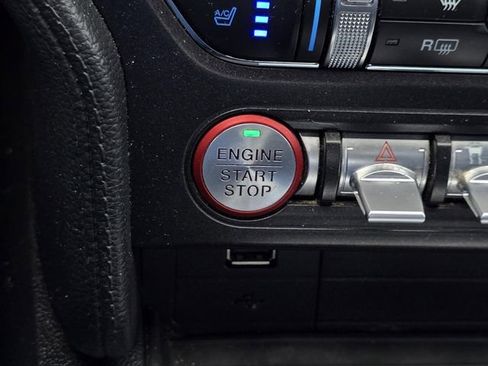 A/C
R
ENGINE
START
STOP